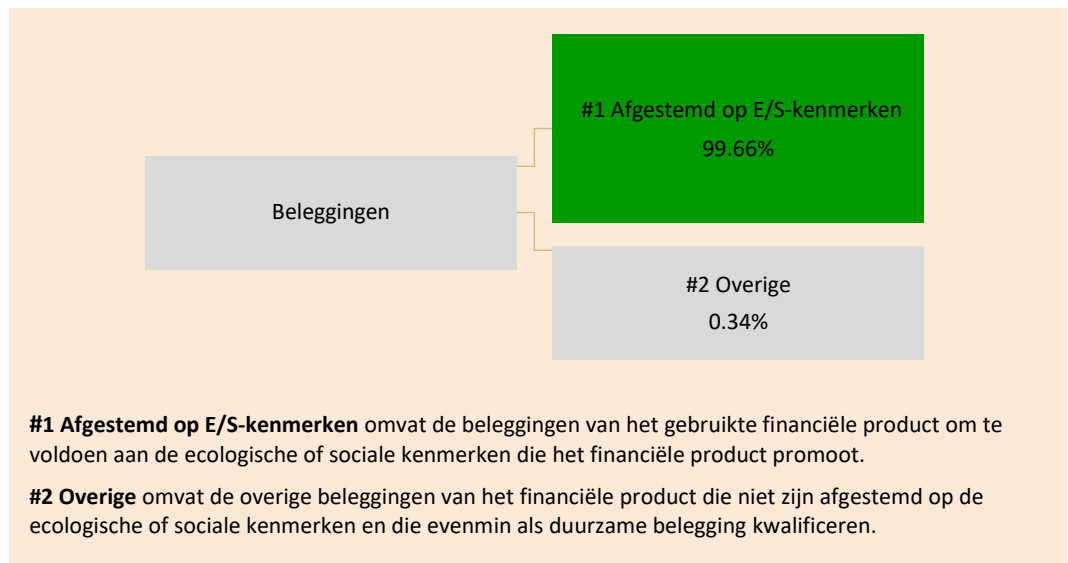 #1 Afgestemd op E/S-kenmerken
99.66%
Beleggingen
#2 Overige
0.34%
#1 Afgestemd op E/S-kenmerken omvat de beleggingen van het gebruikte financiële product om te
voldoen aan de ecologische of sociale kenmerken die het financiële product promoot.
#2 Overige omvat de overige beleggingen van het financiële product die niet zijn afgestemd op de
ecologische of sociale kenmerken en die evenmin als duurzame belegging kwalificeren.